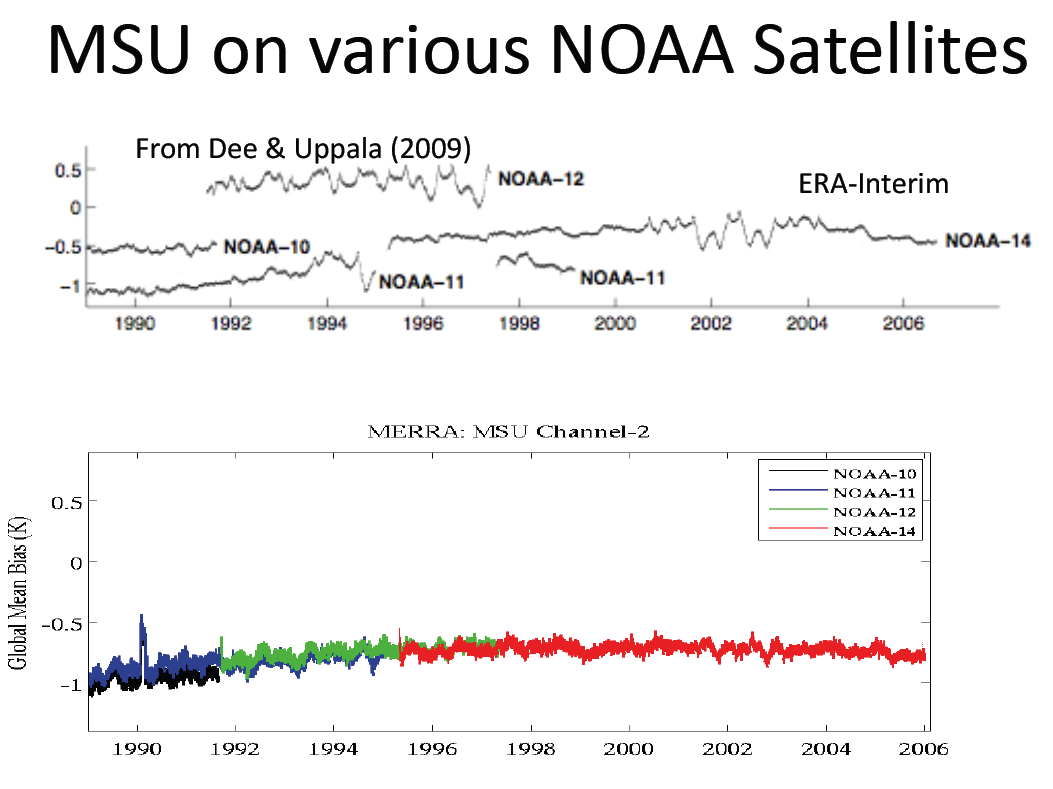 MSU on various NOAA Satellites
From Dee & Uppala (2009)
ERA-Interim
0.5
0
−0.5
−1
NOAA−12
NOAA−10
NOAA−14
NOAA−11
NOAA−11
1990 1992 1994 1996 1998 2000 2002 2004 2006
MERRA: MSU Channel-2
Global Mean Bias (K)
0.5
0
−0.5
−1
NOAA-10
NOAA-11
NOAA-12
NOAA-14
1990 1992 1994 1996 1998 2000 2002 2004 2006